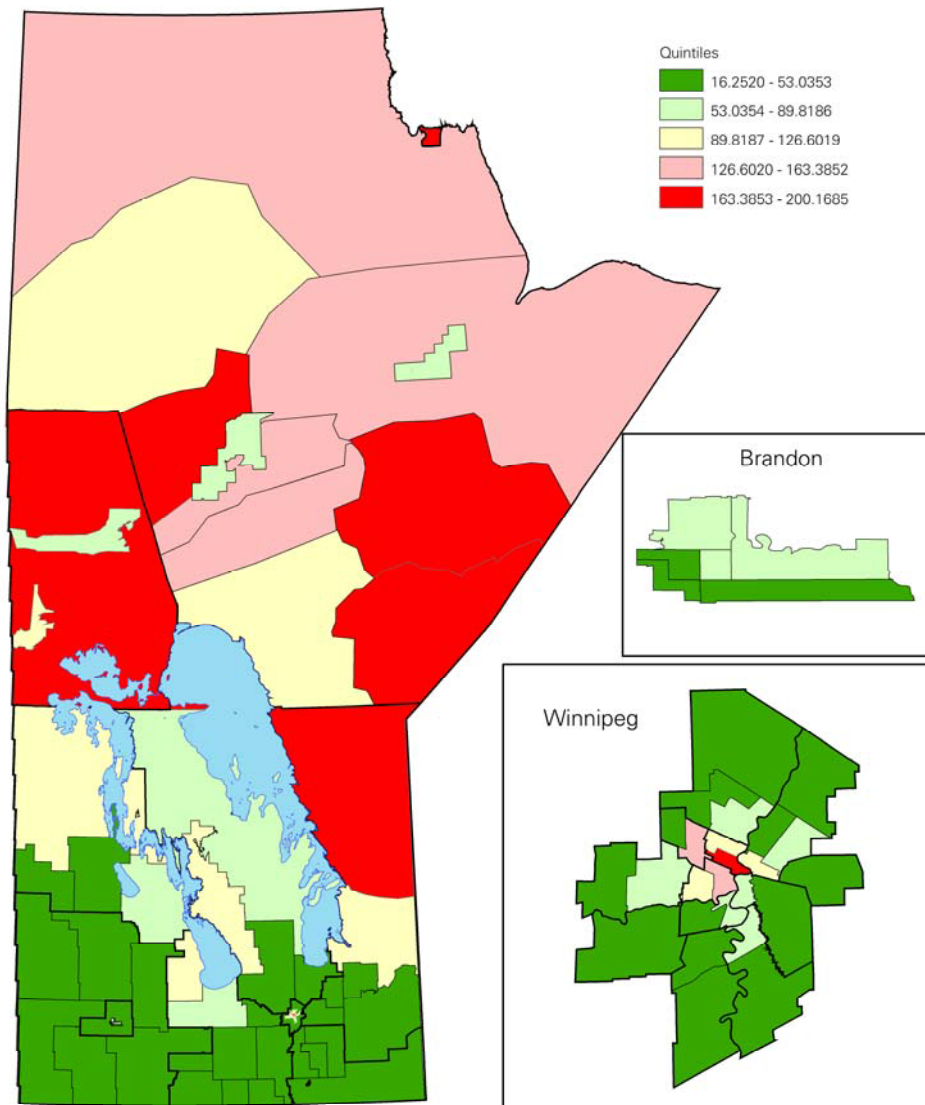 Quintiles
16.2520 - 53.0353
53.0354 - 89.8186
89.8187 - 126.6019
126.6020 - 163.3852
163.3853 - 200.1685
Brandon
Winnipeg